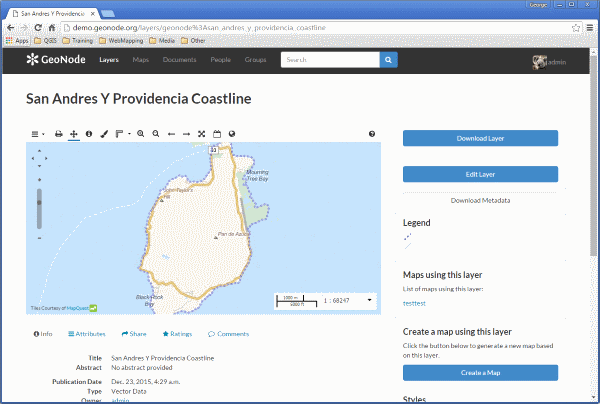 George
San Andres Y Providencia
demo.geonode.org/layers/geonode%3Asan_andres_y_providencia_coastline
Apps QGIS Training WebMapping Media Other
GeoNode Layers Maps Documents People Groups Search admin
San Andres Y Providencia Coastline
Download Layer
Edit Layer
Download Metadata
Legend
Maps using this layer
List of maps using this layer:
testtest
Create a map using this layer
Click the button below to generate a new map based
on this layer.
Create a Map
Styles
Mourning
Tree Bay
Hill
Pan de Azucar
Bay
1000 m
5000 ft
1 : 68247
Tiles Courtesy of MapQuest
Info Attributes Share Ratings Comments
Title San Andres Y Providencia Coastline
Abstract No abstract provided
Publication Date Dec. 23, 2015, 4:29 a.m.
Type Vector Data
Owner admin